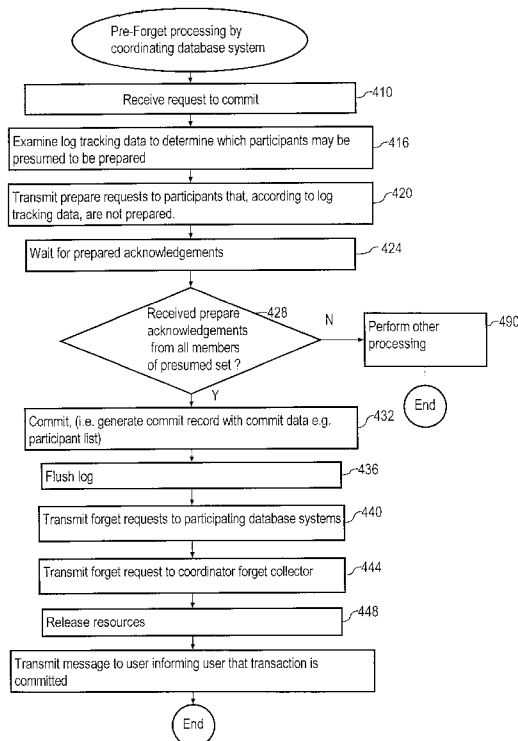 Pre-Forget processing by
coordinating database system
Receive request to commit
410
Examine log tracking data to determine which participants may be
presumed to be prepared
416
Transmit prepare requests to participants that, according to log
tracking data, are not prepared.
420
Wait for prepared acknowledgements
424
Received prepare
acknowledgements
from all members
of presumed set ?
428
N
Perform other
processing
490
End
Y
Commit, (i.e. generate commit record with commit data e.g.
participant list)
432
Flush log
436
Transmit forget requests to participating database systems
440
Transmit forget request to coordinator forget collector
444
Release resources
448
Transmit message to user informing user that transaction is
committed
End